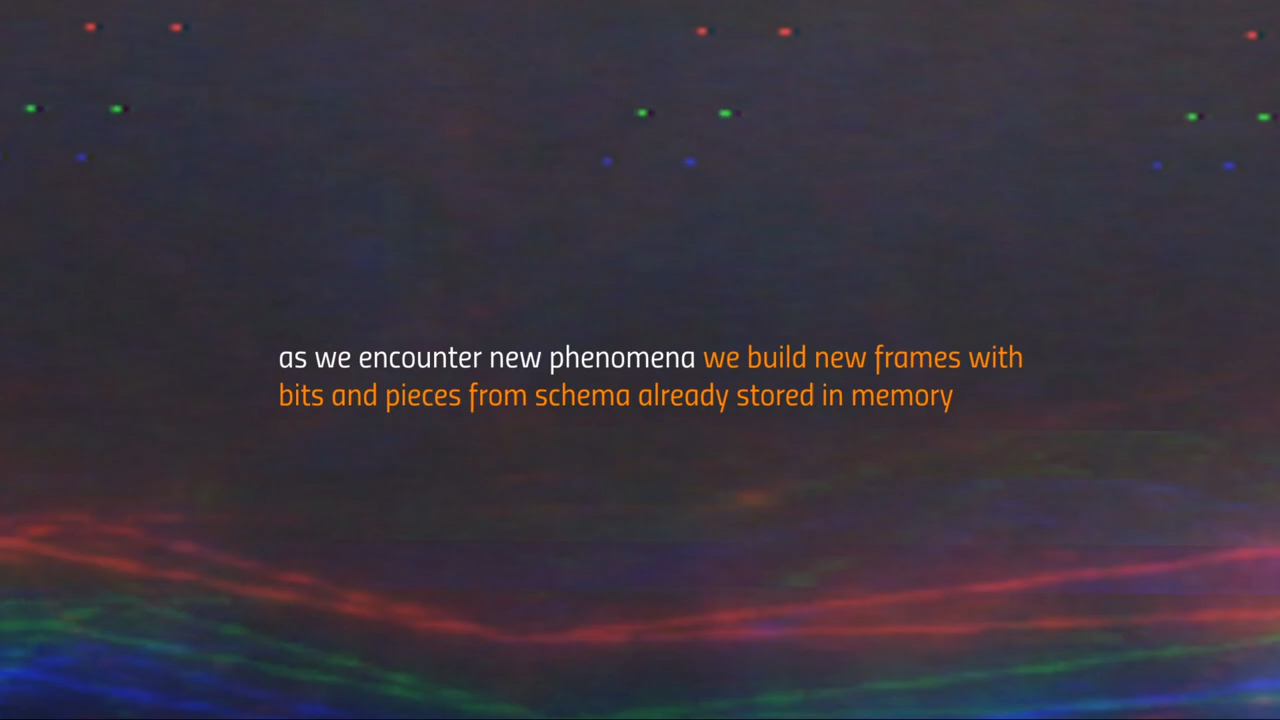 as we encounter new phenomena we build new frames with
bits and pieces from schema already stored in memory